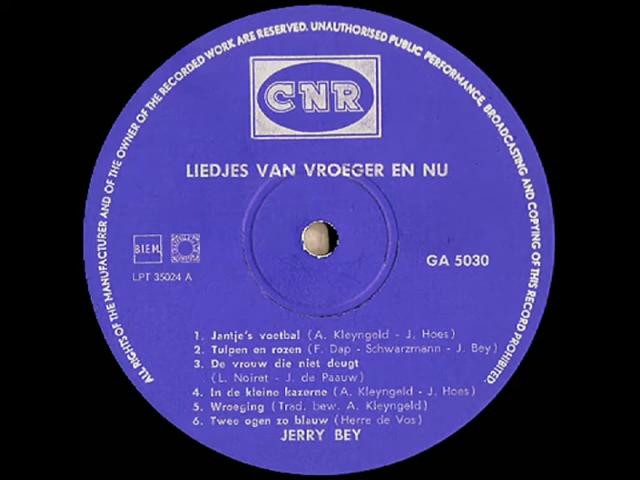 ALL RIGHTS OF THE MANUFACTURER AND OF THE OWNER OF THE RECORDED WORK ARE RESERVED. UNAUTHORISED PUBLIC PERFORMANCE, BROADCASTING AND COPYING OF THIS RECORD PROHIBITED.
CNR
LIEDJES VAN VROEGER EN NU
B.I.E.M.
LPT 35024 A
GA 5030
1. Jantje's voetbal (A. Kleyngeld - J. Hoes)
2. Tulpen en rozen (F. Dap - Schwarzmann - J. Bey)
3. De vrouw die niet deugt
(L. Noiret - J. de Paauw)
4. In de kleine kazerne (A. Kleyngeld - J. Hoes)
5. Wroeging (Trad. bew. A. Kleyngeld)
6. Twee ogen zo blauw (Herre de Vos)
JERRY BEY